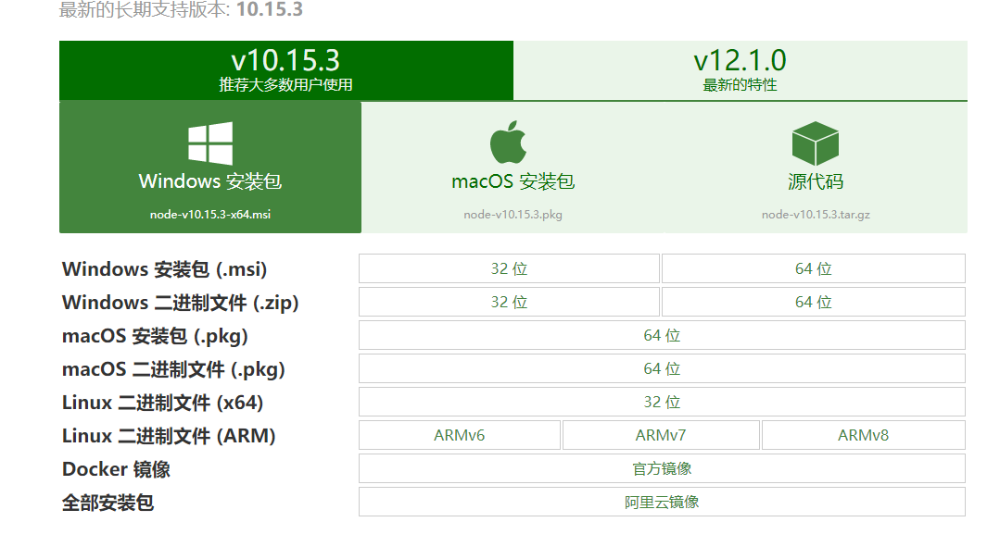 最新的长期支持版本: 10.15.3
v10.15.3
推荐大多数用户使用
v12.1.0
最新的特性
Windows 安装包
node-v10.15.3-x64.msi
macOS 安装包
node-v10.15.3.pkg
源代码
node-v10.15.3.tar.gz
Windows 安装包 (.msi) 32 位 64 位
Windows 二进制文件 (.zip) 32 位 64 位
macOS 安装包 (.pkg) 64 位
macOS 二进制文件 (.pkg) 64 位
Linux 二进制文件 (x64) 32 位
Linux 二进制文件 (ARM) ARMv6 ARMv7 ARMv8
Docker 镜像 官方镜像
全部安装包 阿里云镜像